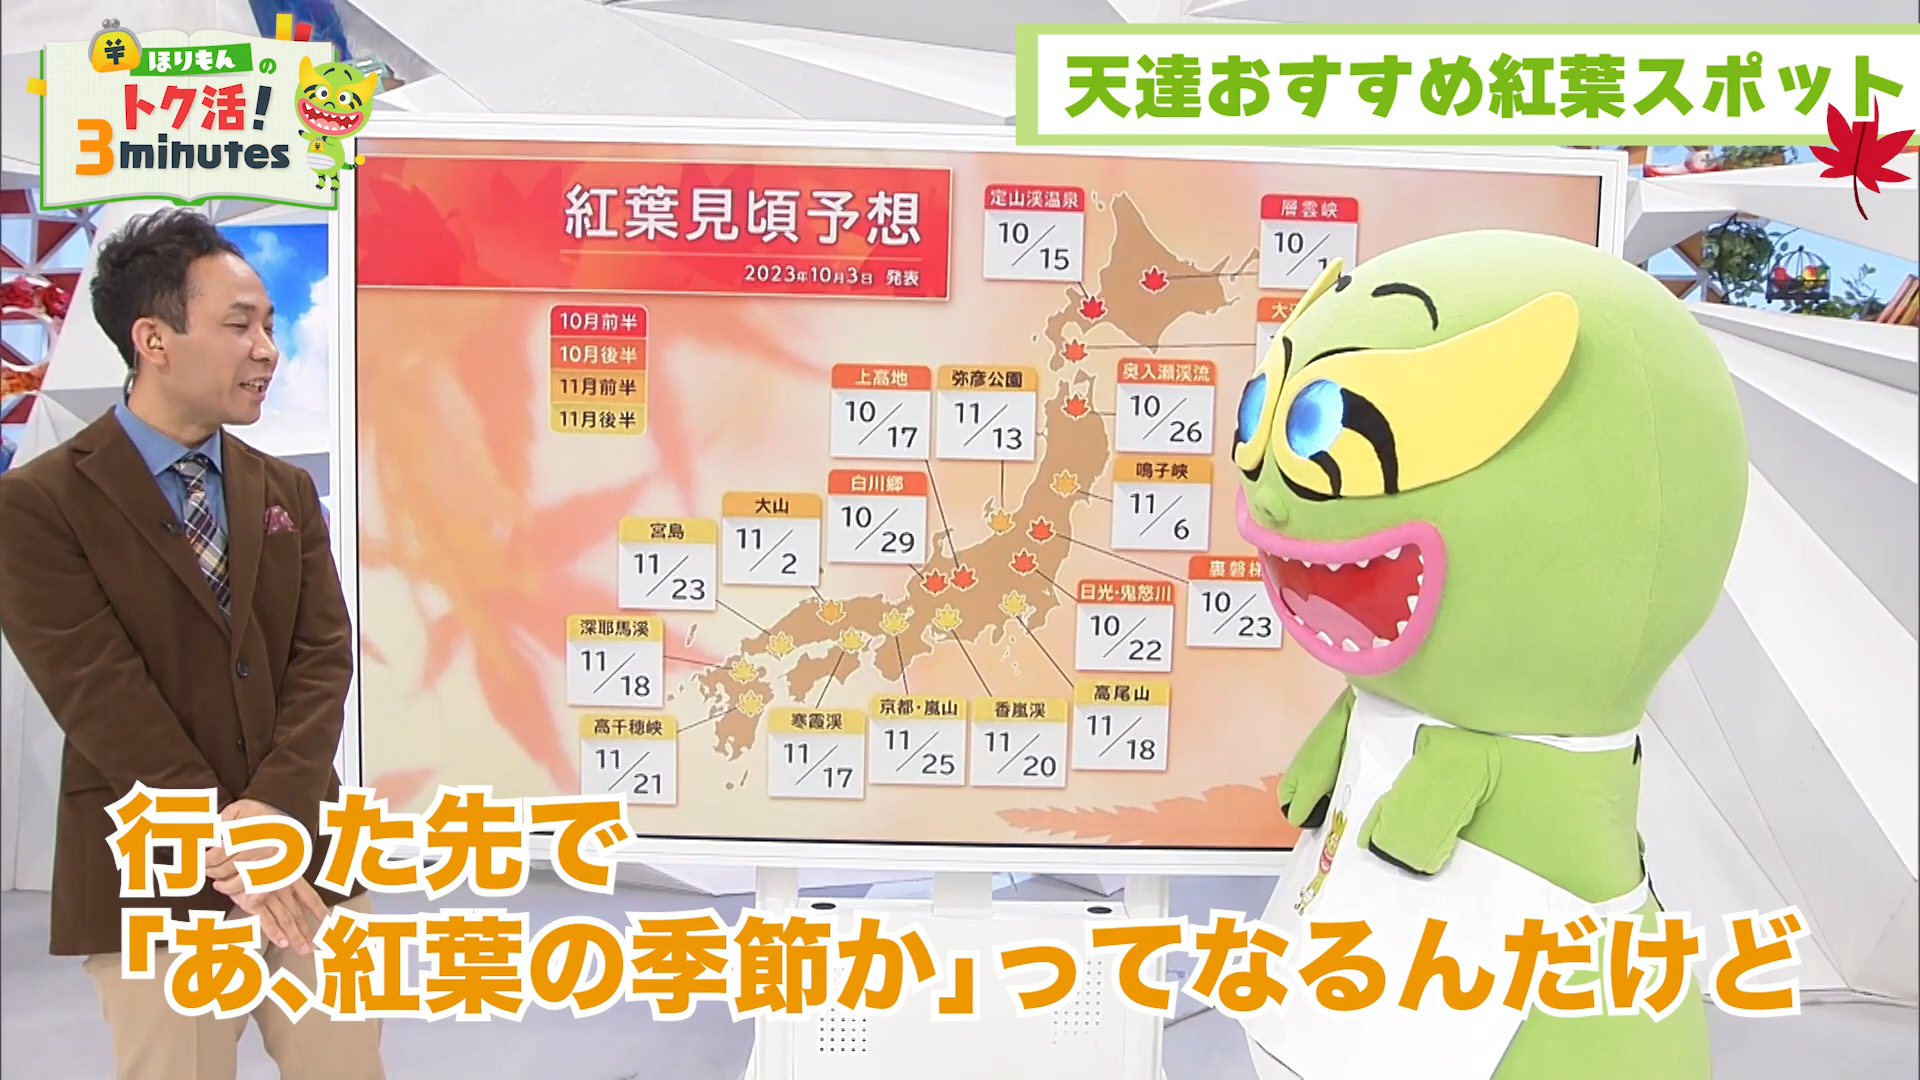 ほりもんの
トク活!
3minutes
天達おすすめ紅葉スポット
紅葉見頃予想
2023年10月3日 発表
10月前半
10月後半
11月前半
11月後半
定山渓温泉
10/15
層雲峡
10/1
上高地
10/17
弥彦公園
11/13
奥入瀬渓流
10/26
鳴子峡
11/6
白川郷
10/29
大山
11/2
宮島
11/23
裏磐梯
10/23
日光・鬼怒川
10/22
深耶馬渓
11/18
高千穂峡
11/21
寒霞渓
11/17
京都・嵐山
11/25
香嵐渓
11/20
高尾山
11/18
行った先で
「あ、紅葉の季節か」ってなるんだけど